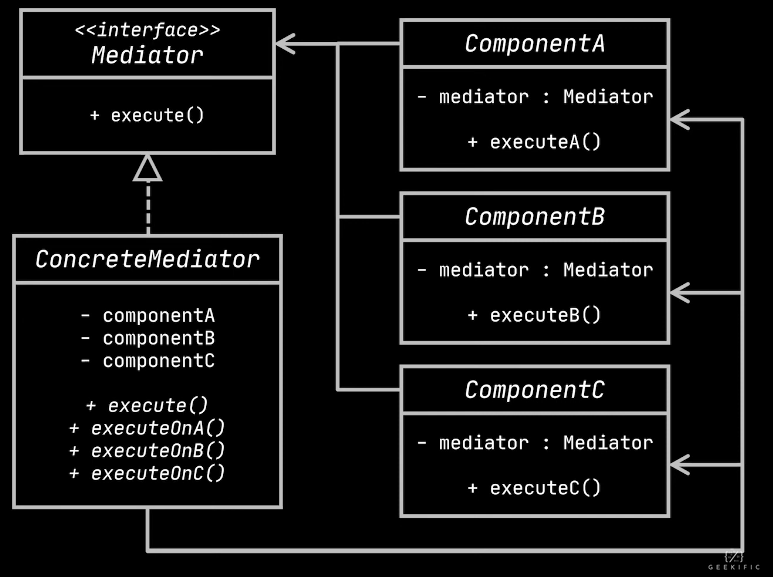 <<interface>>
Mediator
+ execute()
ConcreteMediator
- componentA
- componentB
- componentC
+ execute()
+ executeOnA()
+ executeOnB()
+ executeOnC()
ComponentA
- mediator : Mediator
+ executeA()
ComponentB
- mediator : Mediator
+ executeB()
ComponentC
- mediator : Mediator
+ executeC()
GEEKIFIC